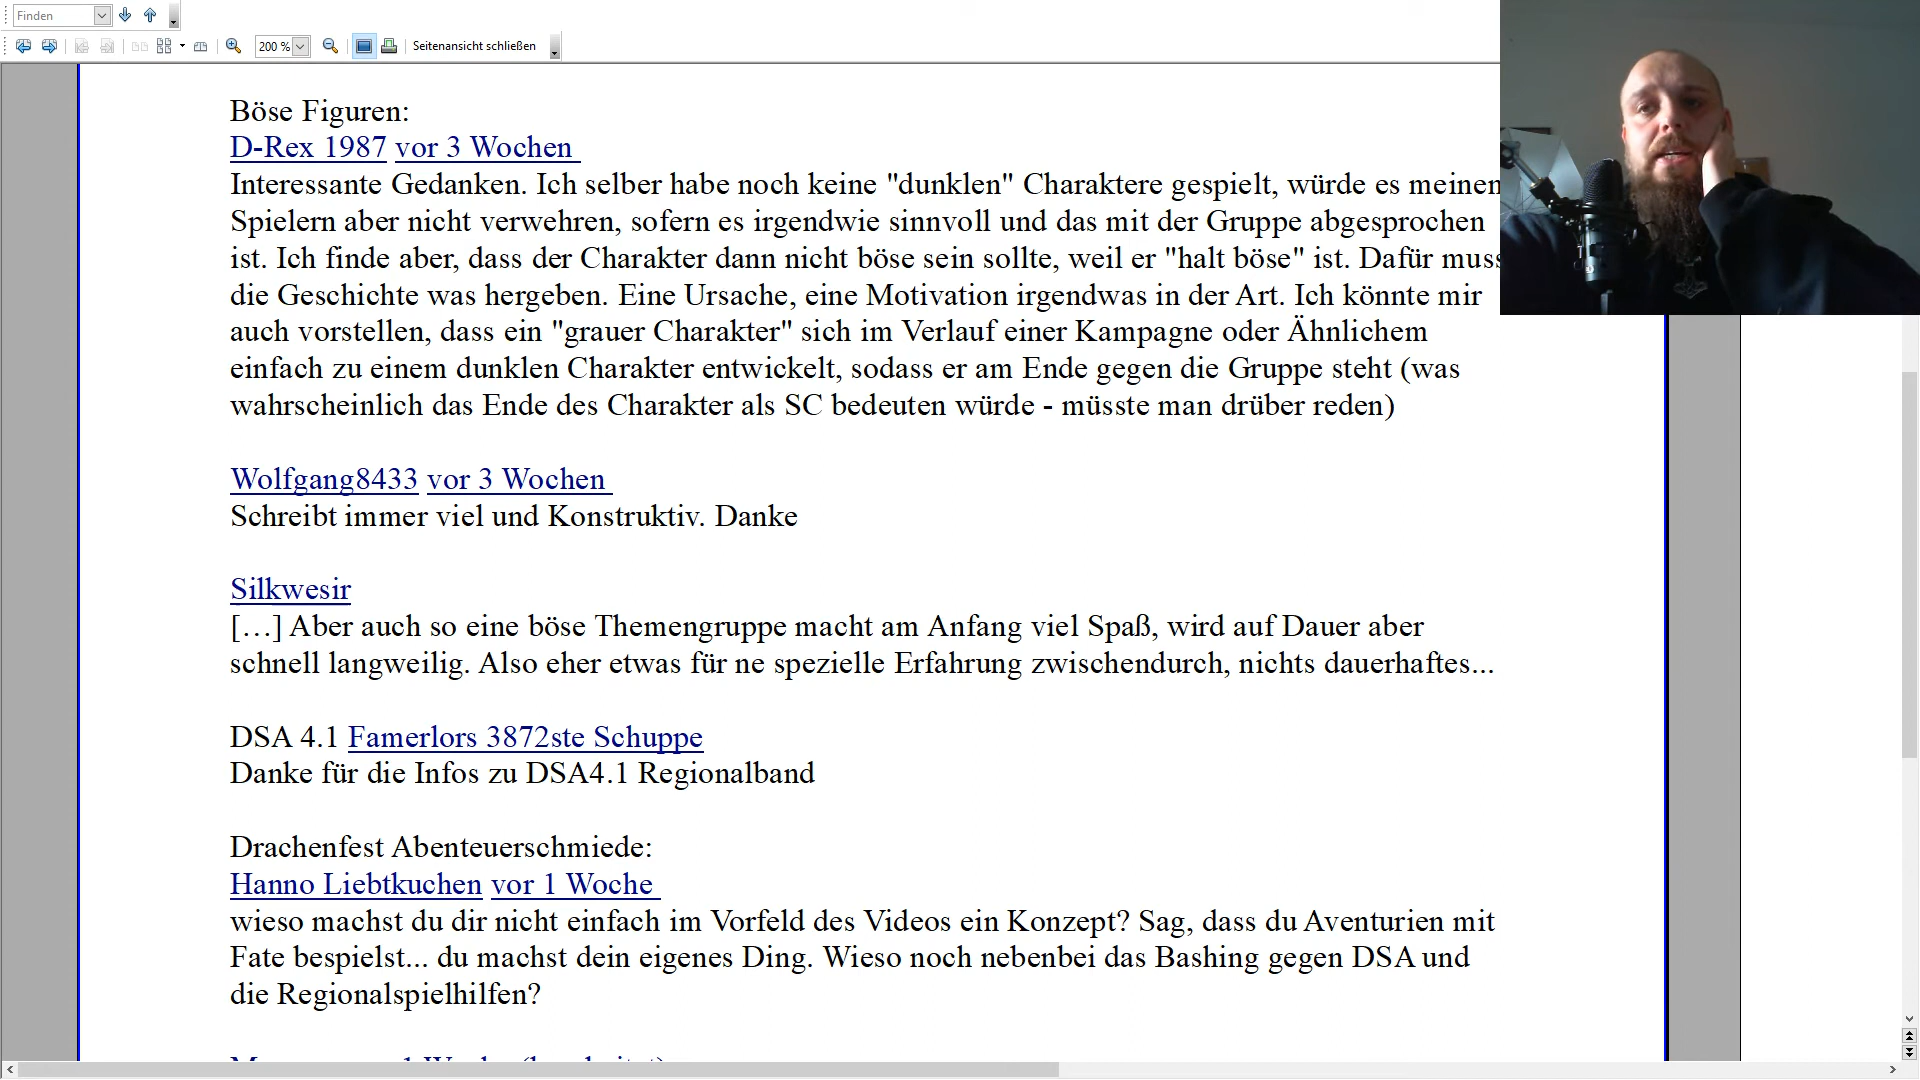 Finden
200 %
Seitenansicht schließen
Böse Figuren:
D-Rex 1987 vor 3 Wochen
Interessante Gedanken. Ich selber habe noch keine "dunklen" Charaktere gespielt, würde es meinen
Spielern aber nicht verwehren, sofern es irgendwie sinnvoll und das mit der Gruppe abgesprochen
ist. Ich finde aber, dass der Charakter dann nicht böse sein sollte, weil er "halt böse" ist. Dafür muss
die Geschichte was hergeben. Eine Ursache, eine Motivation irgendwas in der Art. Ich könnte mir
auch vorstellen, dass ein "grauer Charakter" sich im Verlauf einer Kampagne oder Ähnlichem
einfach zu einem dunklen Charakter entwickelt, sodass er am Ende gegen die Gruppe steht (was
wahrscheinlich das Ende des Charakter als SC bedeuten würde - müsste man drüber reden)
Wolfgang8433 vor 3 Wochen
Schreibt immer viel und Konstruktiv. Danke
Silkwesir
[…] Aber auch so eine böse Themengruppe macht am Anfang viel Spaß, wird auf Dauer aber
schnell langweilig. Also eher etwas für ne spezielle Erfahrung zwischendurch, nichts dauerhaftes...
DSA 4.1 Famerlors 3872ste Schuppe
Danke für die Infos zu DSA4.1 Regionalband
Drachenfest Abenteuerschmiede:
Hanno Liebtkuchen vor 1 Woche
wieso machst du dir nicht einfach im Vorfeld des Videos ein Konzept? Sag, dass du Aventurien mit
Fate bespielst... du machst dein eigenes Ding. Wieso noch nebenbei das Bashing gegen DSA und
die Regionalspielhilfen?